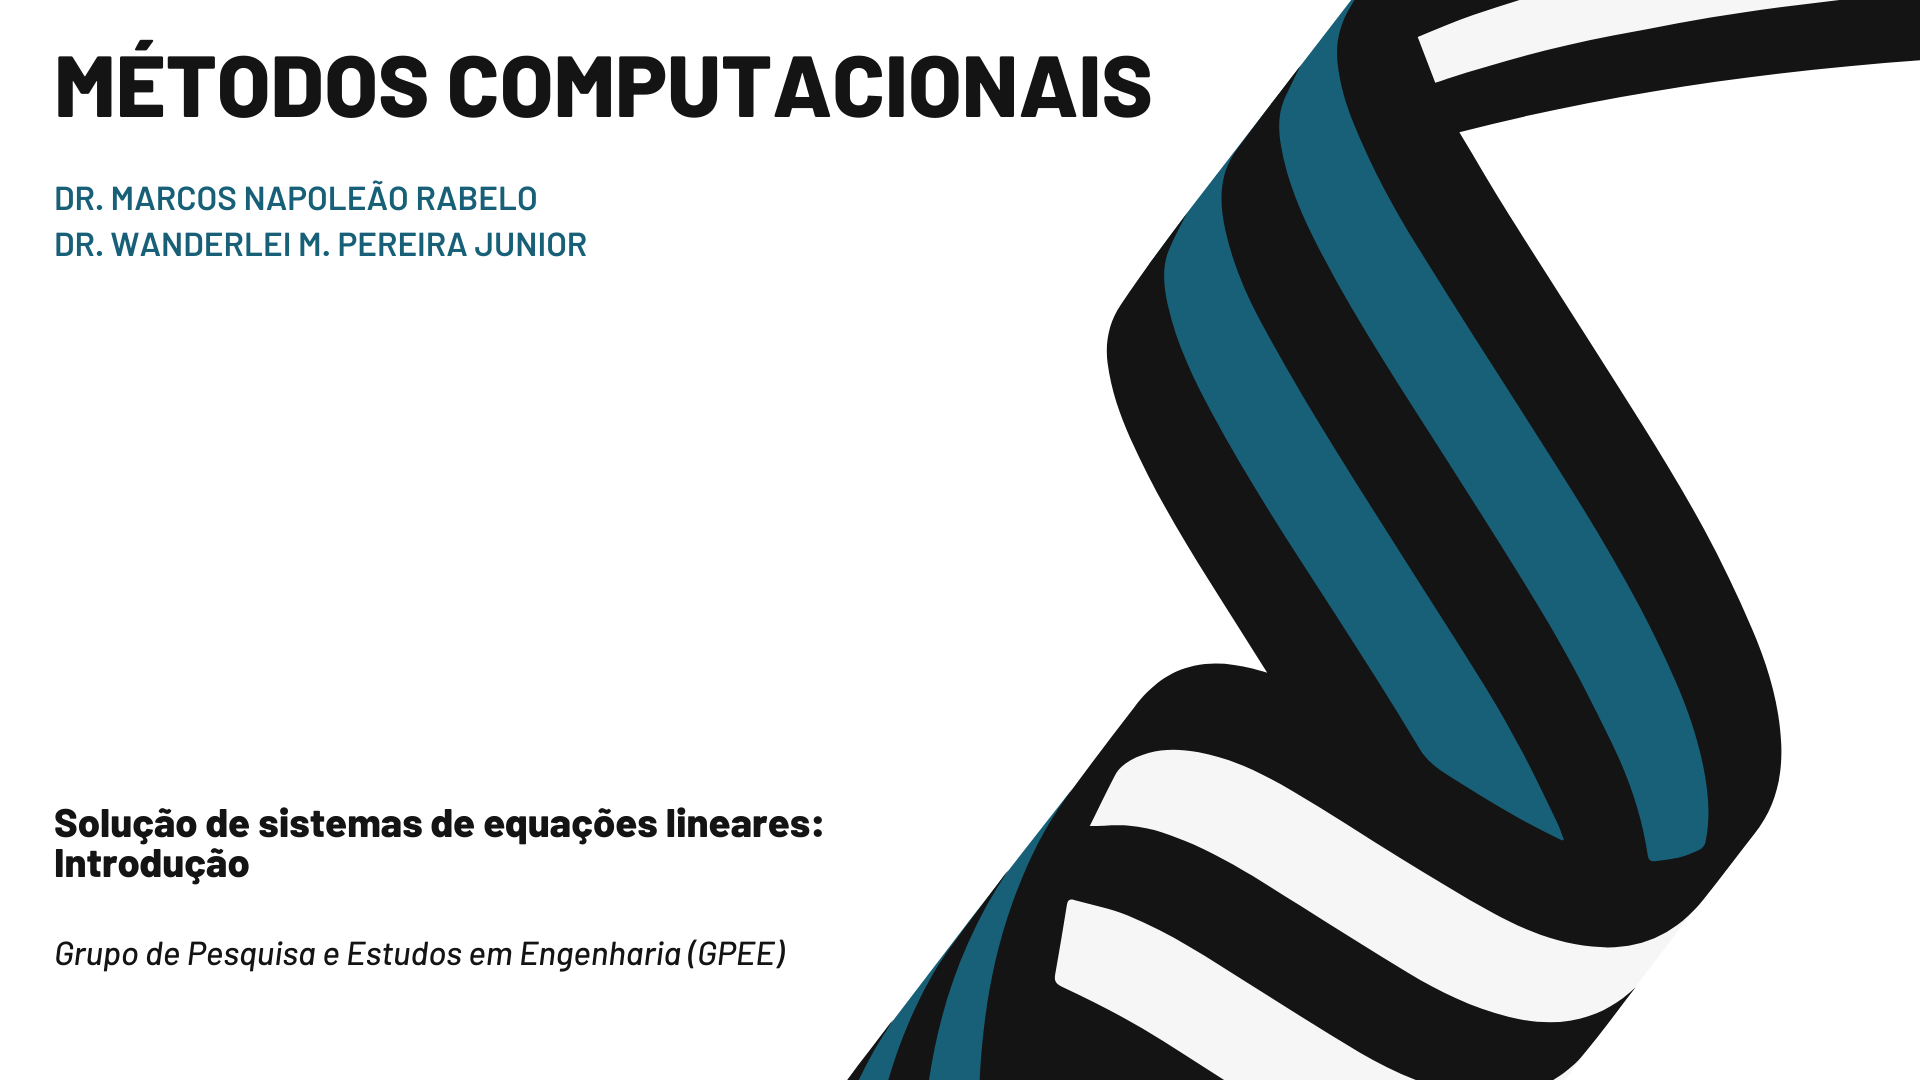 MÉTODOS COMPUTACIONAIS
DR. MARCOS NAPOLEÃO RABELO
DR. WANDERLEI M. PEREIRA JUNIOR
Solução de sistemas de equações lineares:
Introdução
Grupo de Pesquisa e Estudos em Engenharia (GPEE)